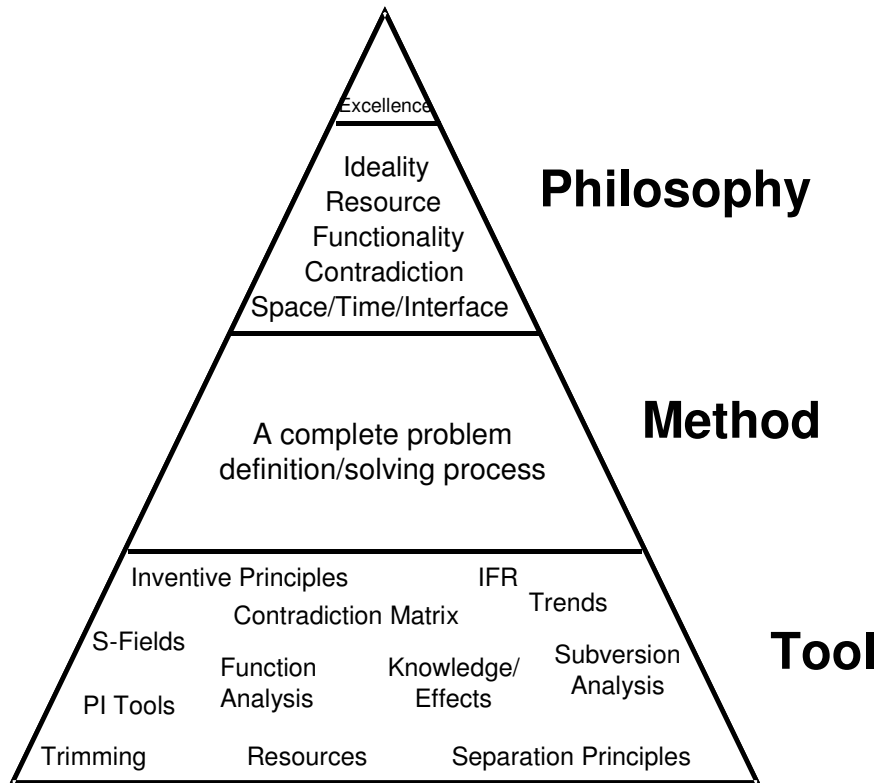 Excellence
Ideality
Resource
Functionality
Contradiction
Space/Time/Interface
Philosophy
A complete problem
definition/solving process
Method
Inventive Principles
IFR
Trends
Contradiction Matrix
S-Fields
Function
Analysis
Knowledge/
Effects
Subversion
Analysis
PI Tools
Tool
Trimming
Resources
Separation Principles